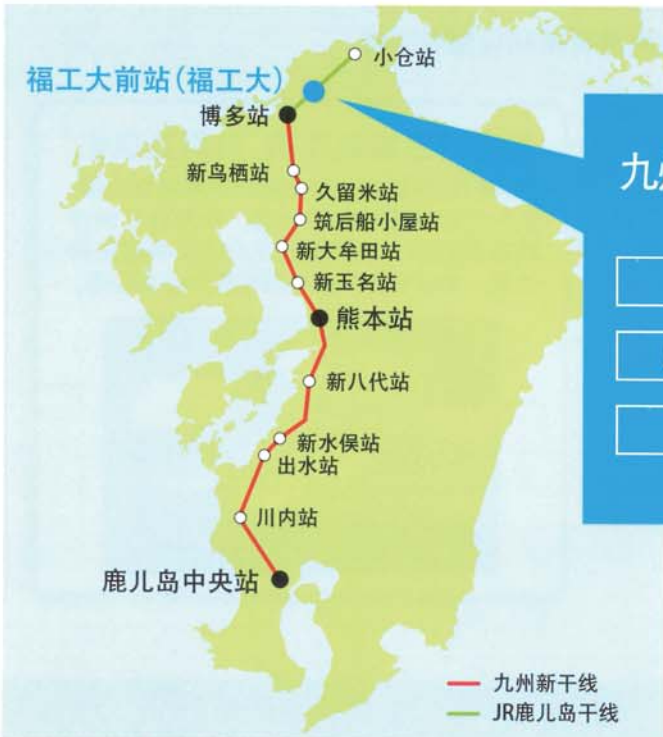 小仓站
福工大前站(福工大)
博多站
新鸟栖站
久留米站
筑后船小屋站
新大牟田站
新玉名站
熊本站
新八代站
新水俣站
出水站
川内站
鹿儿岛中央站
九州新干线
JR鹿儿岛干线
九